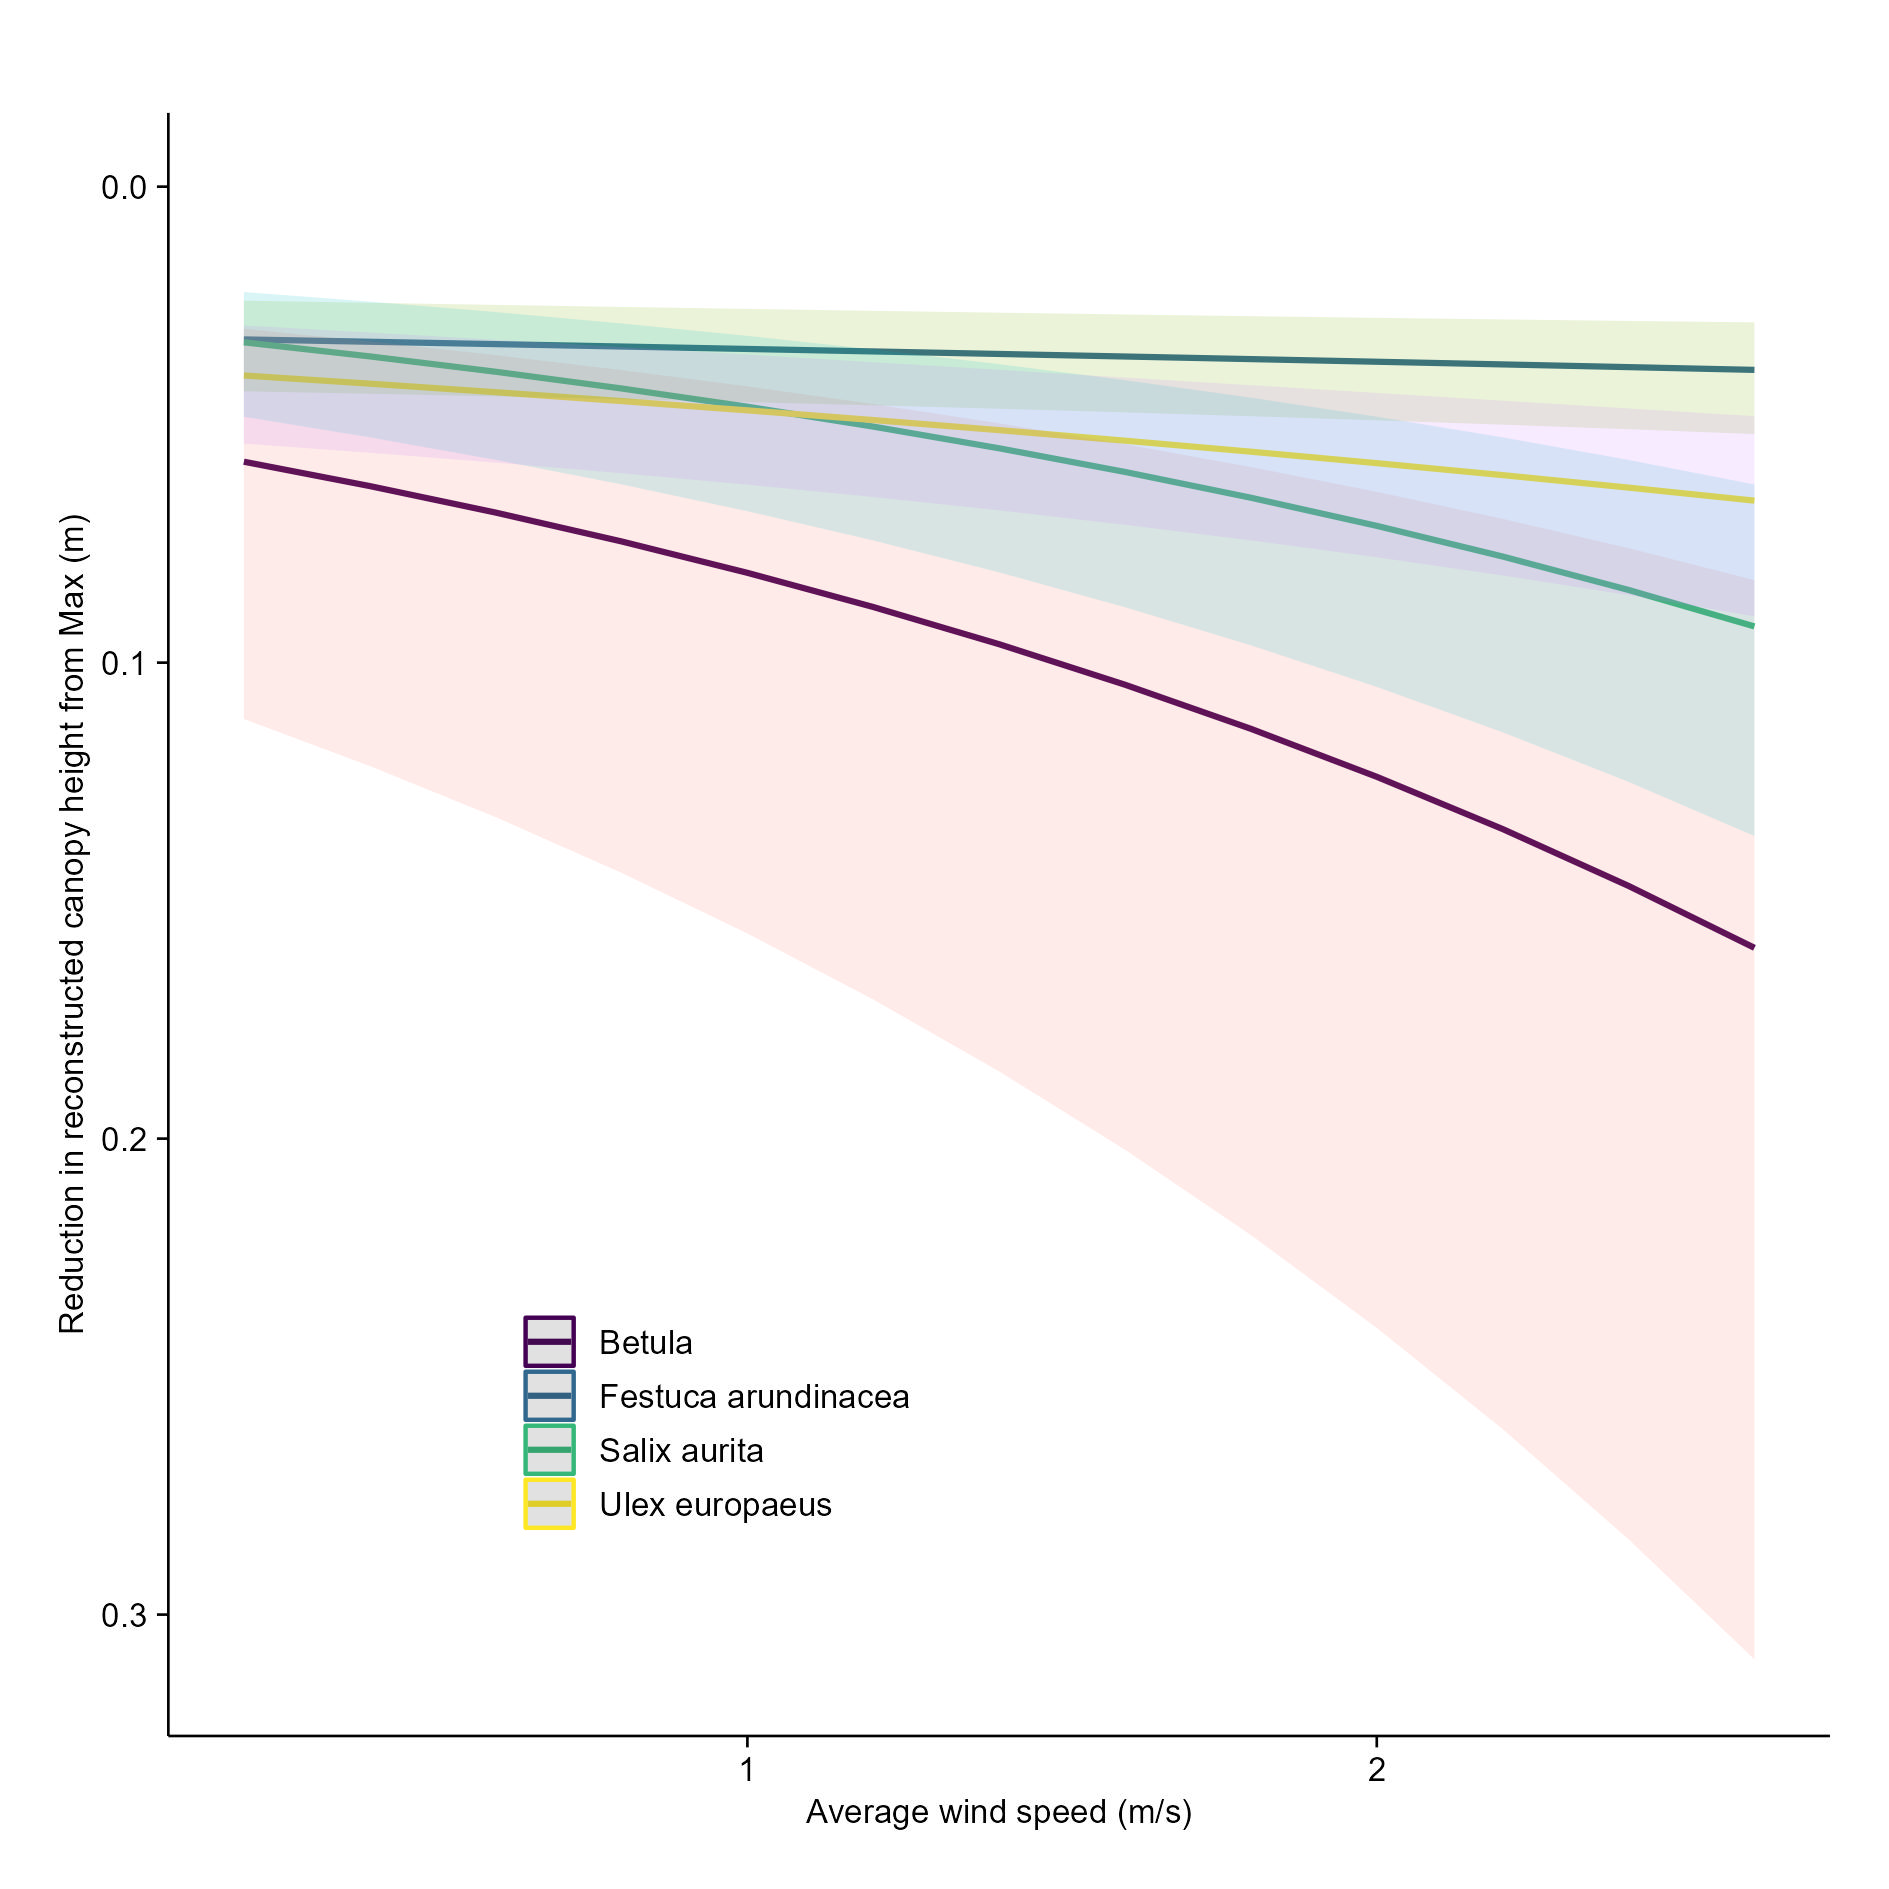 Reduction in reconstructed canopy height from Max (m)
0.0
0.1
0.2
0.3
Betula
Festuca arundinacea
Salix aurita
Ulex europaeus
1
2
Average wind speed (m/s)